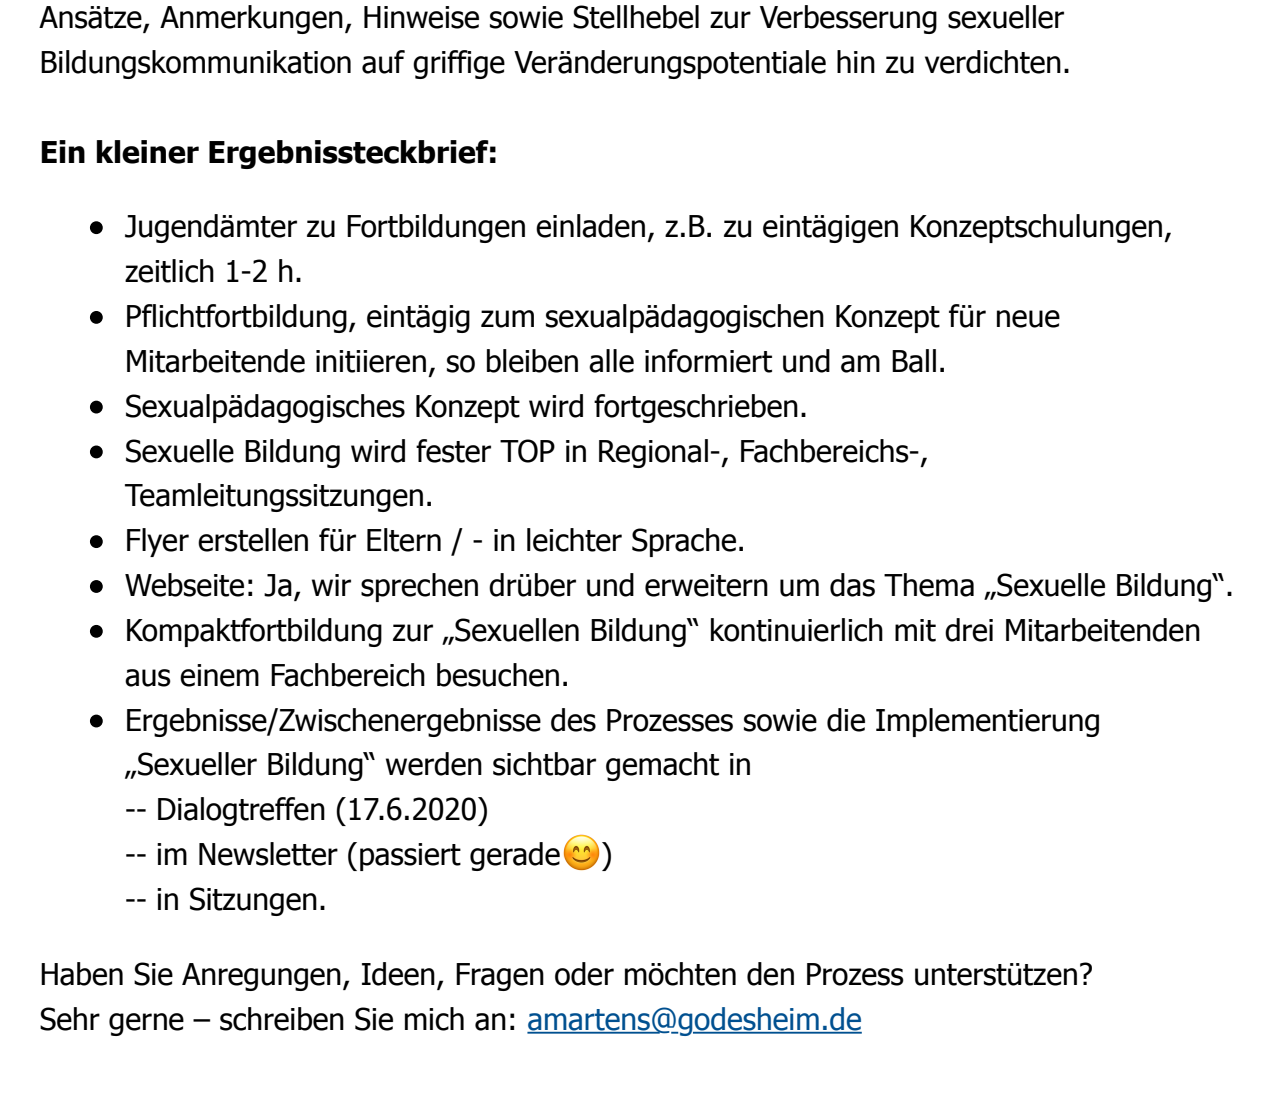 Ansätze, Anmerkungen, Hinweise sowie Stellhebel zur Verbesserung sexueller
Bildungskommunikation auf griffige Veränderungspotentiale hin zu verdichten.
Ein kleiner Ergebnissteckbrief:
• Jugendämter zu Fortbildungen einladen, z.B. zu eintägigen Konzeptschulungen,
zeitlich 1-2 h.
• Pflichtfortbildung, eintägig zum sexualpädagogischen Konzept für neue
Mitarbeitende initiieren, so bleiben alle informiert und am Ball.
• Sexualpädagogisches Konzept wird fortgeschrieben.
• Sexuelle Bildung wird fester TOP in Regional-, Fachbereichs-,
Teamleitungssitzungen.
• Flyer erstellen für Eltern / - in leichter Sprache.
• Webseite: Ja, wir sprechen drüber und erweitern um das Thema „Sexuelle Bildung“.
• Kompaktfortbildung zur „Sexuellen Bildung“ kontinuierlich mit drei Mitarbeitenden
aus einem Fachbereich besuchen.
• Ergebnisse/Zwischenergebnisse des Prozesses sowie die Implementierung
„Sexueller Bildung“ werden sichtbar gemacht in
-- Dialogtreffen (17.6.2020)
-- im Newsletter (passiert gerade😊)
-- in Sitzungen.
Haben Sie Anregungen, Ideen, Fragen oder möchten den Prozess unterstützen?
Sehr gerne – schreiben Sie mich an: amartens@godesheim.de